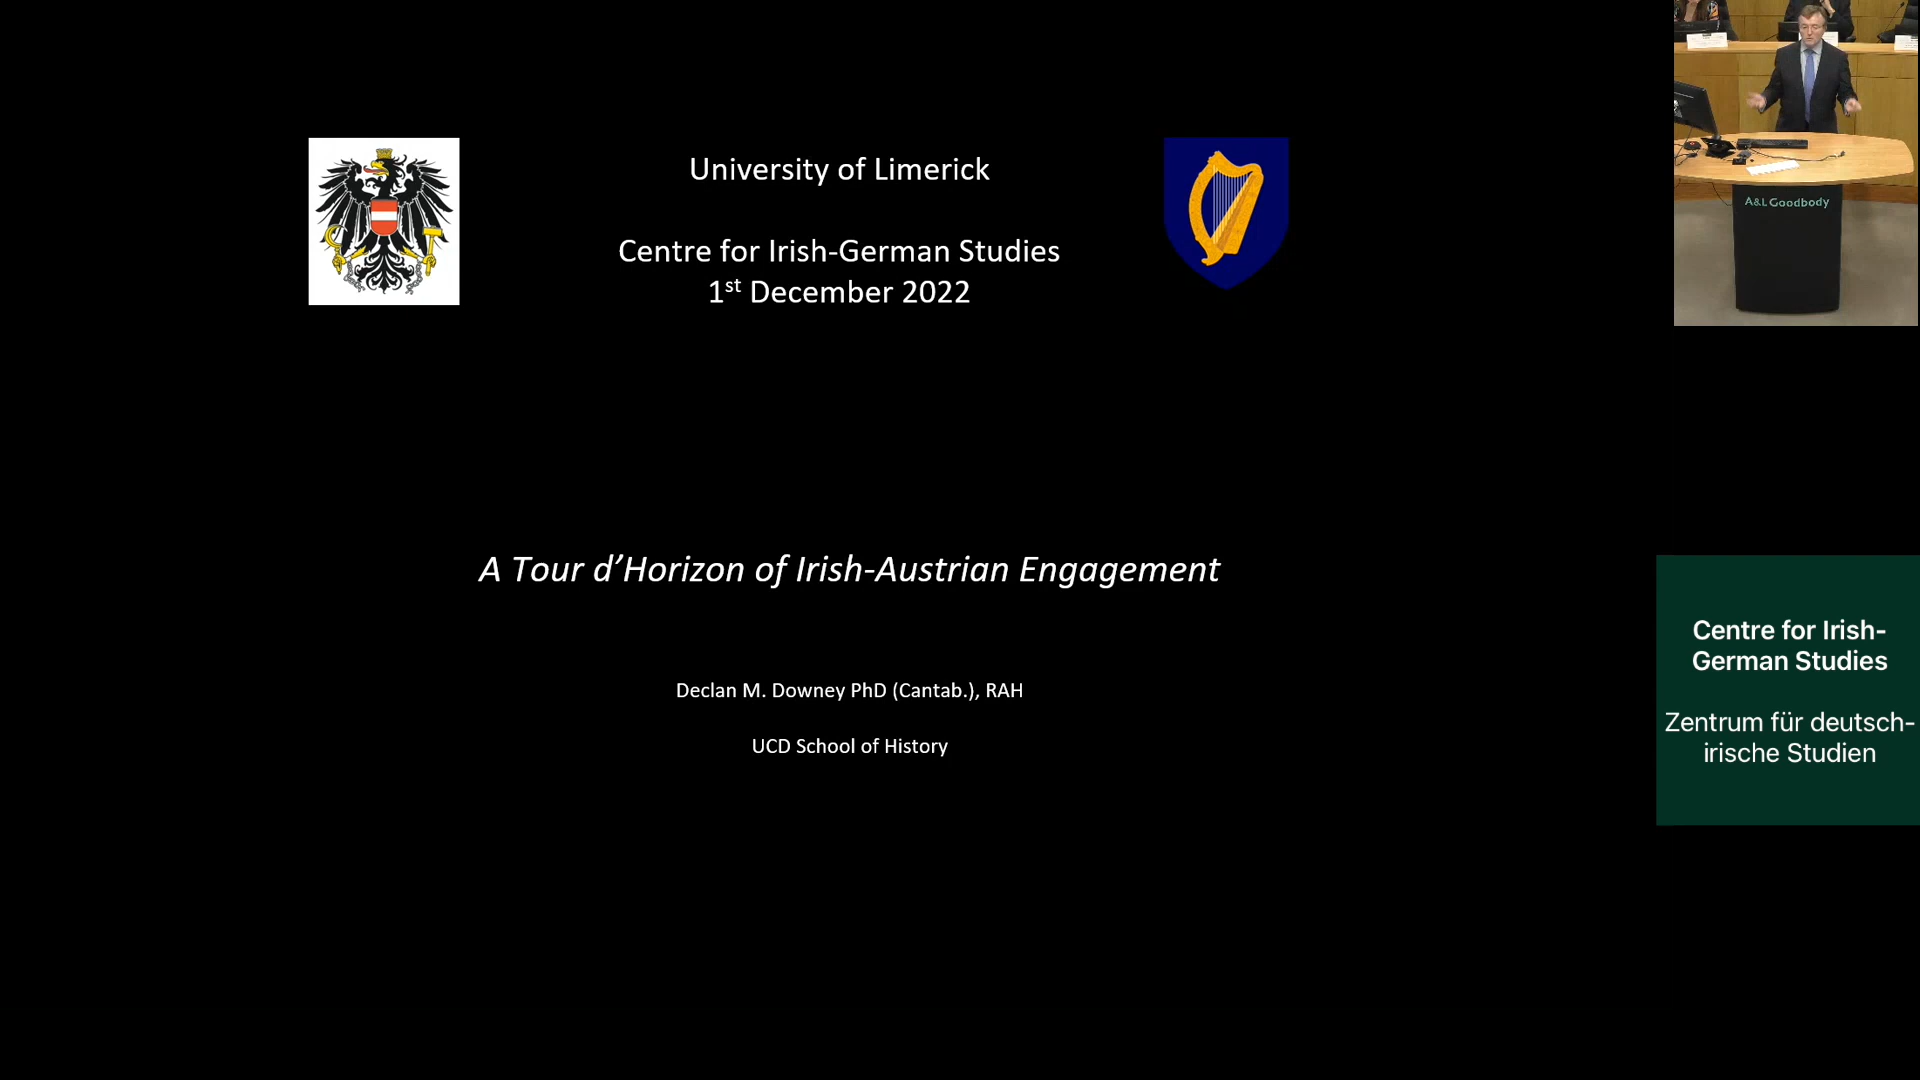 University of Limerick
Centre for Irish-German Studies
1st December 2022
A Tour d’Horizon of Irish-Austrian Engagement
Declan M. Downey PhD (Cantab.), RAH
UCD School of History
A&L Goodbody
Centre for Irish-
German Studies
Zentrum für deutsch-
irische Studien